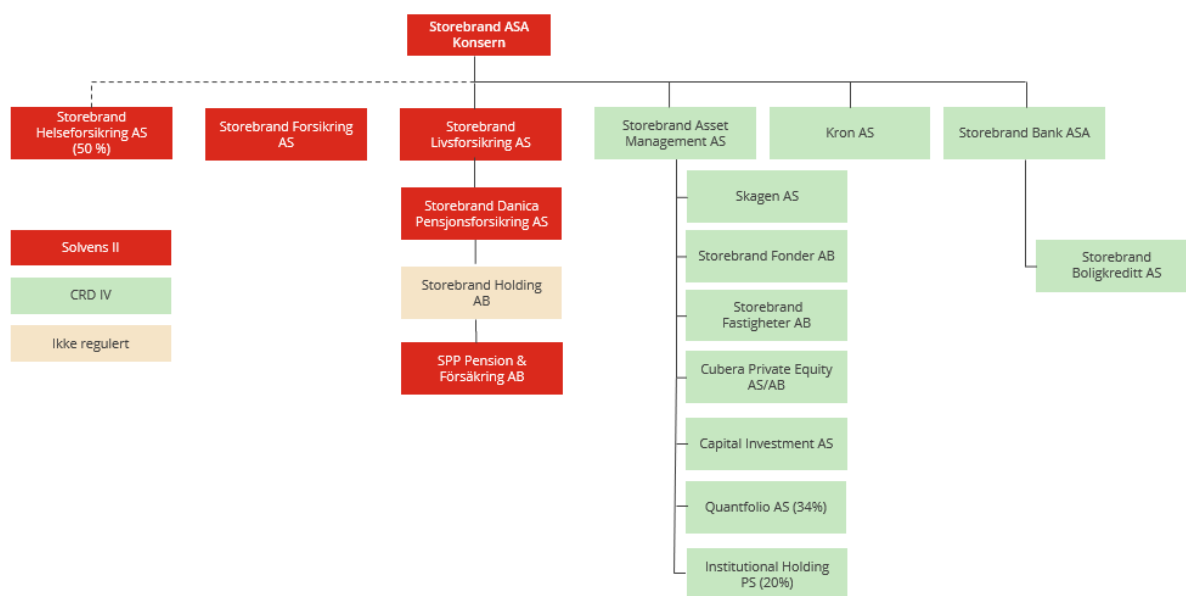 Storebrand ASA
Konsern
Storebrand
Helseforsikring AS
(50 %)
Storebrand Forsikring
AS
Storebrand
Livsforsikring AS
Storebrand Asset
Management AS
Kron AS
Storebrand Bank ASA
Storebrand Danica
Pensjonsforsikring AS
Skagen AS
Solvens II
Storebrand Fonder AB
Storebrand
Boligkreditt AS
CRD IV
Storebrand Holding
AB
Storebrand
Fastigheter AB
Ikke regulert
SPP Pension &
Försäkring AB
Cubera Private Equity
AS/AB
Capital Investment AS
Quantfolio AS (34%)
Institutional Holding
PS (20%)